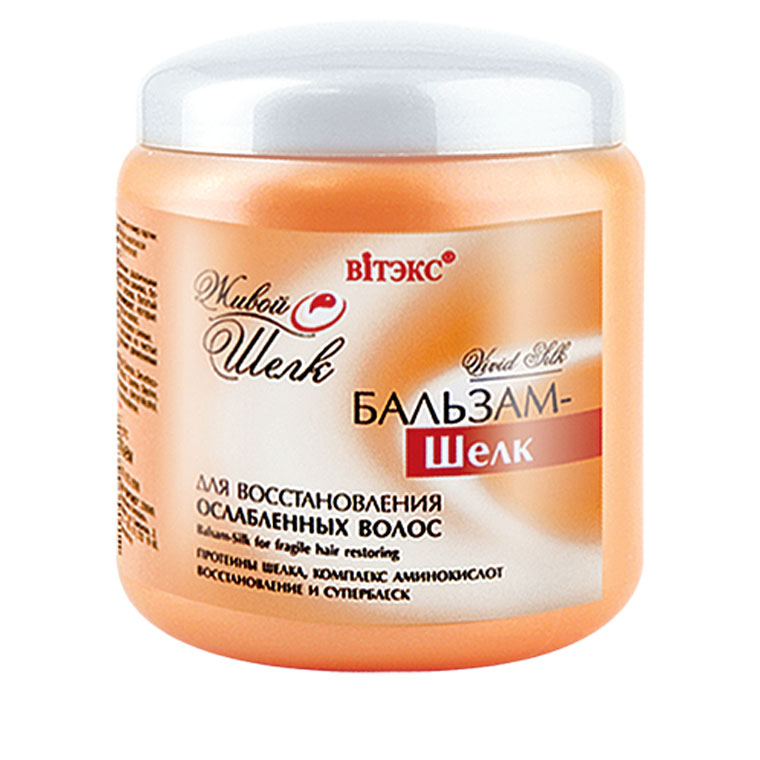 ВIТЭКС®
Живой
Шелк
Vivid Silk
БАЛЬЗАМ-
Шелк
ДЛЯ ВОССТАНОВЛЕНИЯ
ОСЛАБЛЕННЫХ ВОЛОС
Balsam-Silk for fragile hair restoring
ПРОТЕИНЫ ШЕЛКА, КОМПЛЕКС АМИНОКИСЛОТ
ВОССТАНОВЛЕНИЕ И СУПЕРБЛЕСК